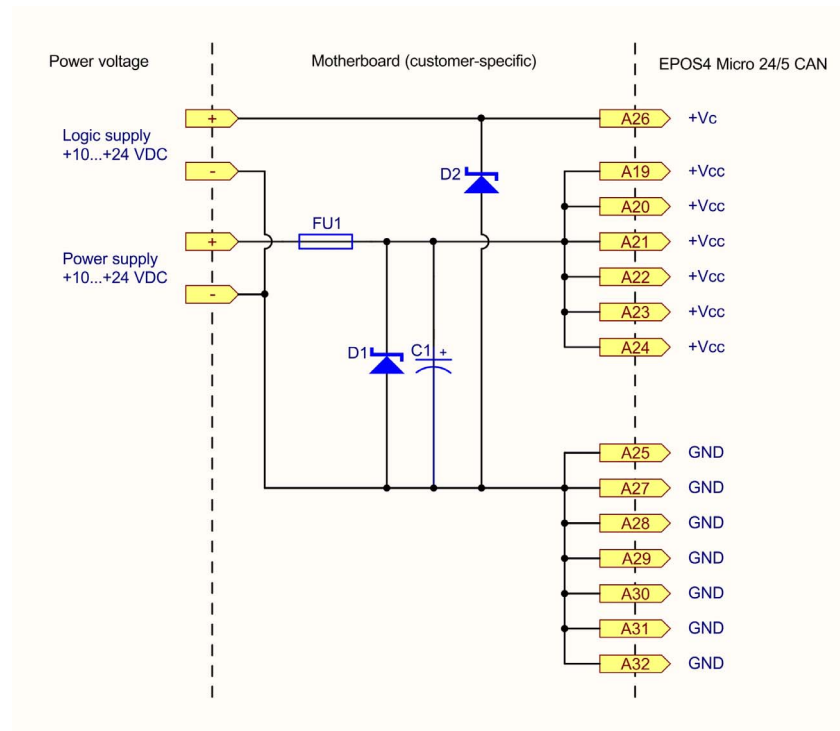 Power voltage
Motherboard (customer-specific)
EPOS4 Micro 24/5 CAN
+
A26
+Vc
Logic supply
+10...+24 VDC
-
D2
A19
+Vcc
A20
+Vcc
FU1
+
A21
+Vcc
Power supply
+10...+24 VDC
A22
+Vcc
-
A23
+Vcc
D1
C1
+
A24
+Vcc
A25
GND
A27
GND
A28
GND
A29
GND
A30
GND
A31
GND
A32
GND